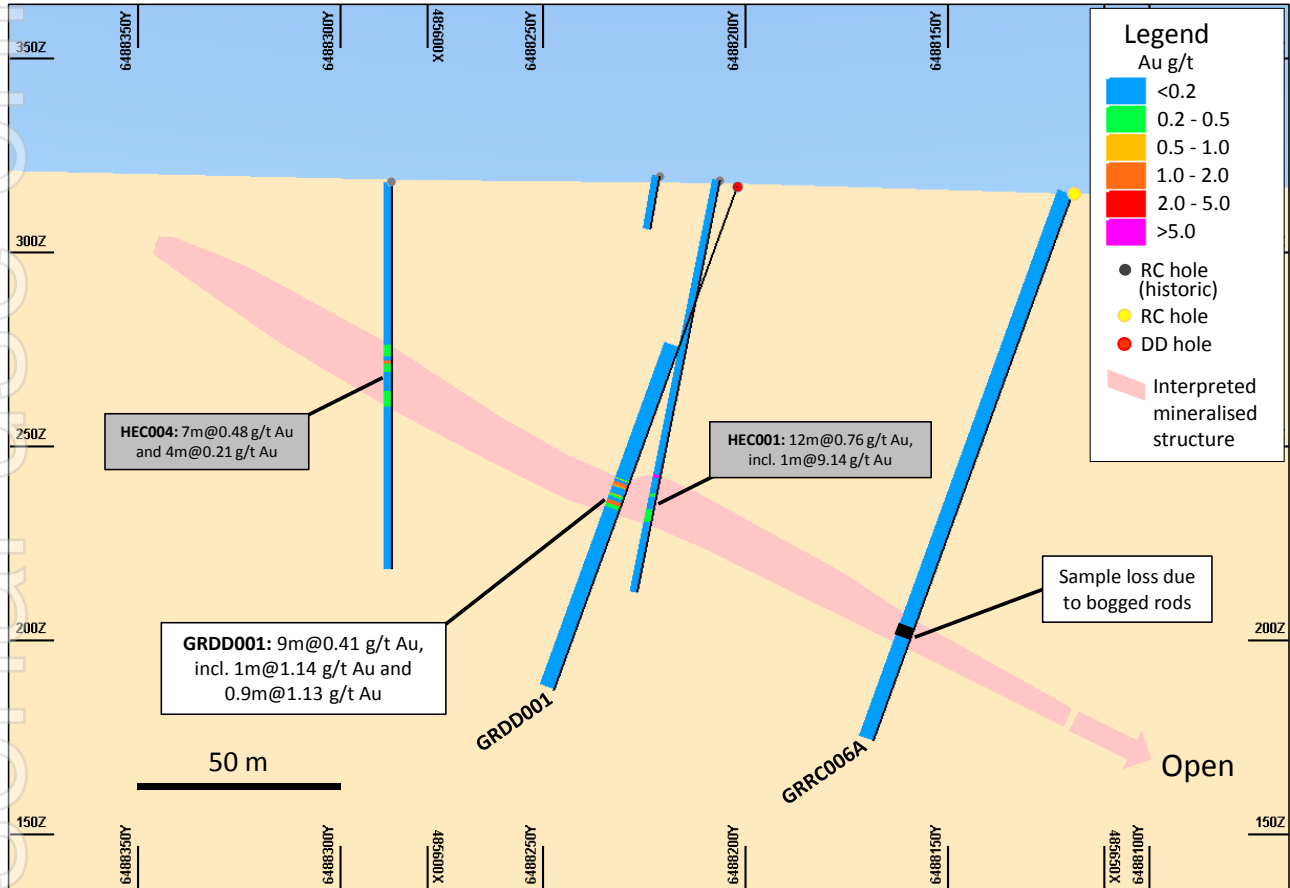 6488350Y
6488300Y
485600X
6488250Y
6488200Y
6488150Y
350Z
300Z
250Z
200Z
150Z
200Z
150Z
Legend
Au g/t
<0.2
0.2 - 0.5
0.5 - 1.0
1.0 - 2.0
2.0 - 5.0
>5.0
RC hole
(historic)
RC hole
DD hole
Interpreted
mineralised
structure
HEC004: 7m@0.48 g/t Au
and 4m@0.21 g/t Au
HEC001: 12m@0.76 g/t Au,
incl. 1m@9.14 g/t Au
GRDD001: 9m@0.41 g/t Au,
incl. 1m@1.14 g/t Au and
0.9m@1.13 g/t Au
Sample loss due
to bogged rods
GRDD001
GRRC006A
Open
50 m
6488350Y
6488300Y
485600X
6488250Y
6488200Y
6488150Y
485650X
6488100Y